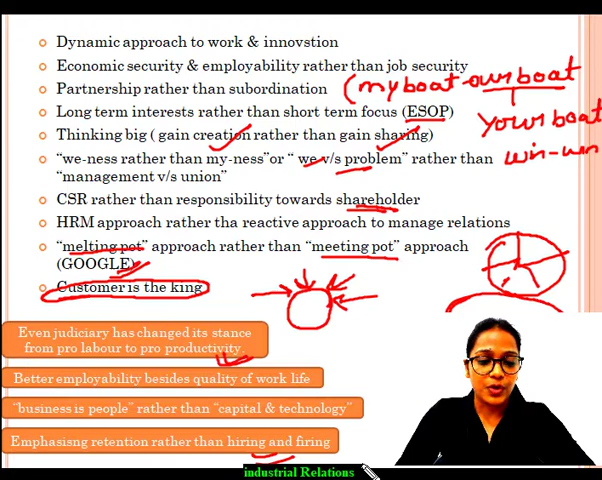 Dynamic approach to work & innovstion
Economic security & employability rather than job security
Partnership rather than subordination
(my boat - our boat
Long term interests rather than short term focus (ESOP)
your boat
Thinking big ( gain creation rather than gain sharing)
"we-ness rather than my-ness"or " we v/s problem" rather than
win-win
"management v/s union"
CSR rather than responsibility towards shareholder
HRM approach rather tha reactive approach to manage relations
"melting pot" approach rather than "meeting pot" approach
(GOOGLE)
Customer is the king
Even judiciary has changed its stance
from pro labour to pro productivity.
Better employability besides quality of work life
"business is people" rather than "capital & technology"
Emphasisng retention rather than hiring and firing
industrial Relations